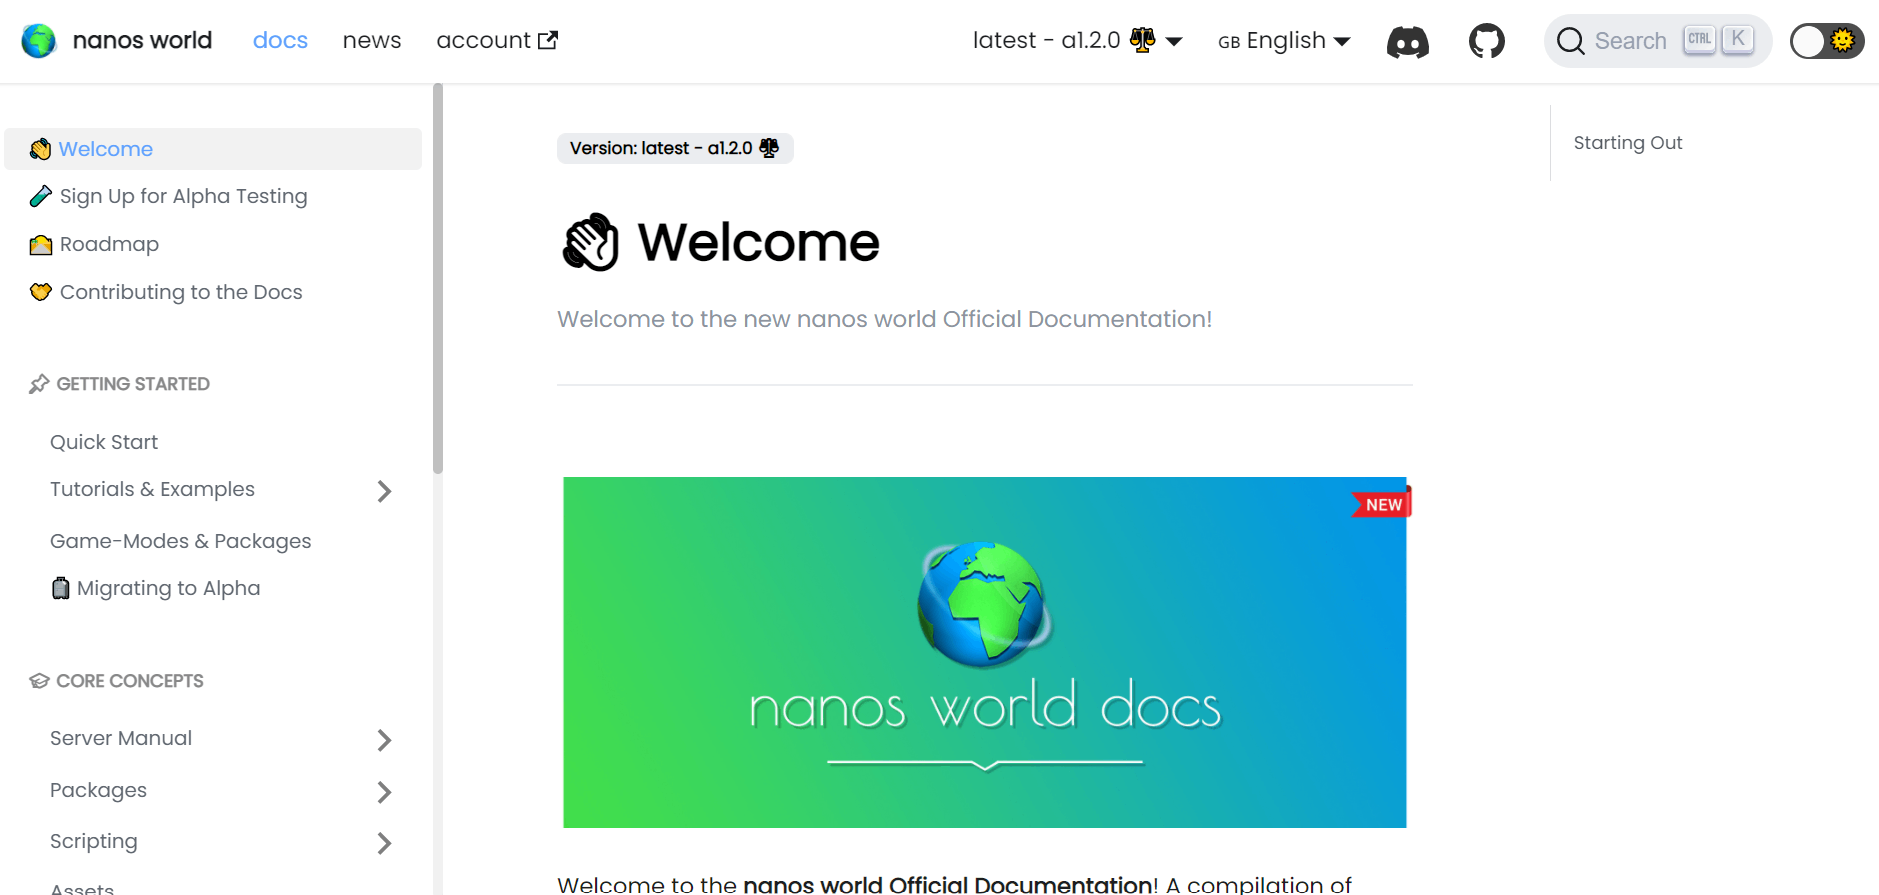 nanos world
docs
news
account
latest - a1.2.0
GB English
Search
CTRL
K
Welcome
Sign Up for Alpha Testing
Roadmap
Contributing to the Docs
GETTING STARTED
Quick Start
Tutorials & Examples
Game-Modes & Packages
Migrating to Alpha
CORE CONCEPTS
Server Manual
Packages
Scripting
Assets
Version: latest - a1.2.0
Welcome
Welcome to the new nanos world Official Documentation!
NEW
nanos world docs
Welcome to the nanos world Official Documentation! A compilation of
Starting Out